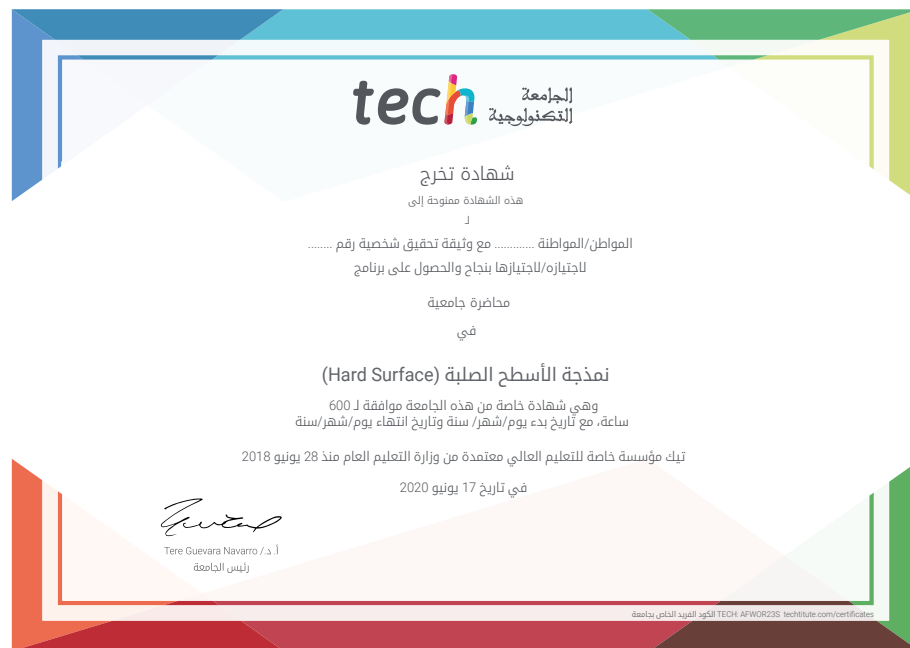 tech الجامعة
التكنولوجية
شهادة تخرج
هذه الشهادة ممنوحة إلى
لـ
المواطن/المواطنة ............ مع وثيقة تحقيق شخصية رقم ........
لاجتيازه/لاجتيازها بنجاح والحصول على برنامج
محاضرة جامعية
في
نمذجة الأسطح الصلبة (Hard Surface)
وهي شهادة خاصة من هذه الجامعة موافقة لـ 600
ساعة، مع تاريخ بدء يوم/شهر/ سنة وتاريخ انتهاء يوم/شهر/سنة
تيك مؤسسة خاصة للتعليم العالي معتمدة من وزارة التعليم العام منذ 28 يونيو 2018
في تاريخ 17 يونيو 2020
أ.د./ Tere Guevara Navarro
رئيس الجامعة
الكود الفريد الخاص بجامعة TECH: AFWOR23S techtitute.com/certificates